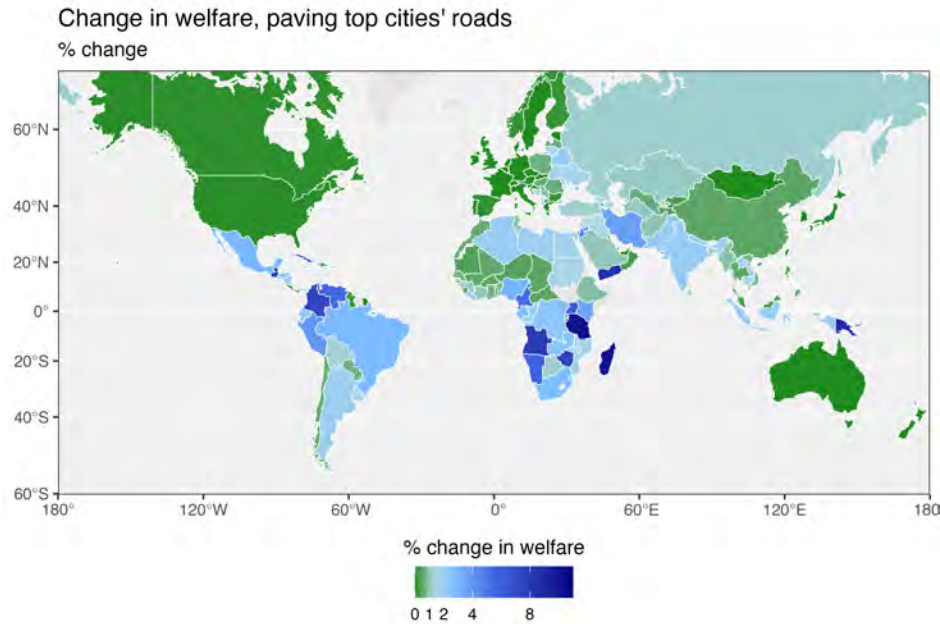 Change in welfare, paving top cities' roads
% change
60°N
40°N
20°N
0°
20°S
40°S
60°S
180° 120°W 60°W 0° 60°E 120°E 180
% change in welfare
0 1 2 4 8